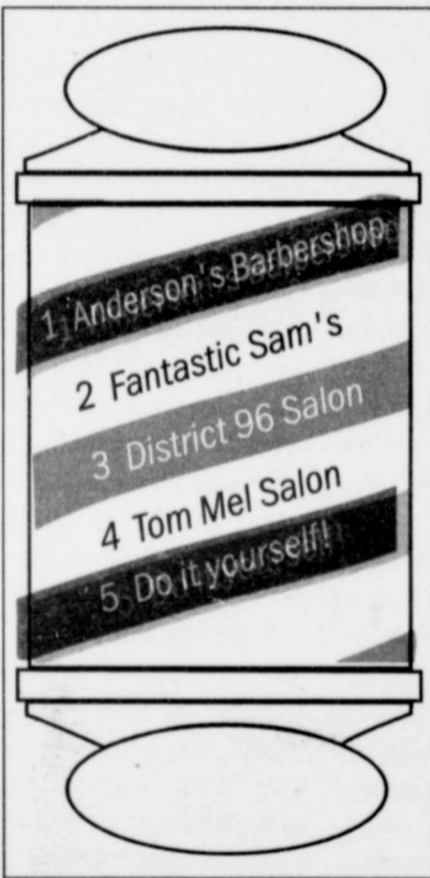 1 Anderson's Barbershop
2 Fantastic Sam's
3 District 96 Salon
4 Tom Mel Salon
5 Do it yourself!